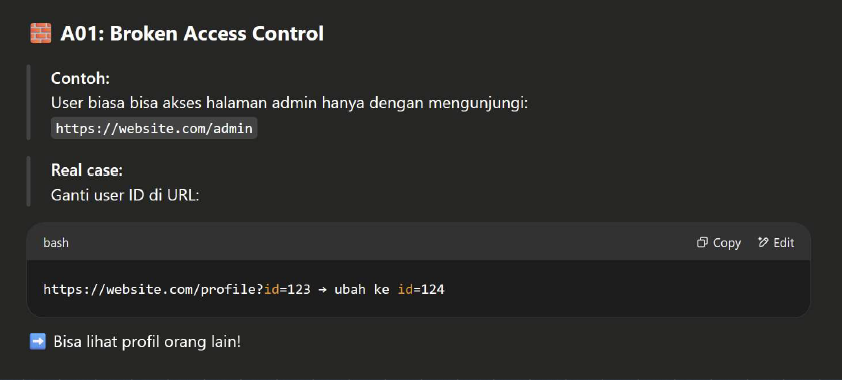 🧱 A01: Broken Access Control
Contoh:
User biasa bisa akses halaman admin hanya dengan mengunjungi:
https://website.com/admin
Real case:
Ganti user ID di URL:
bash Copy Edit
https://website.com/profile?id=123 → ubah ke id=124
➡️ Bisa lihat profil orang lain!